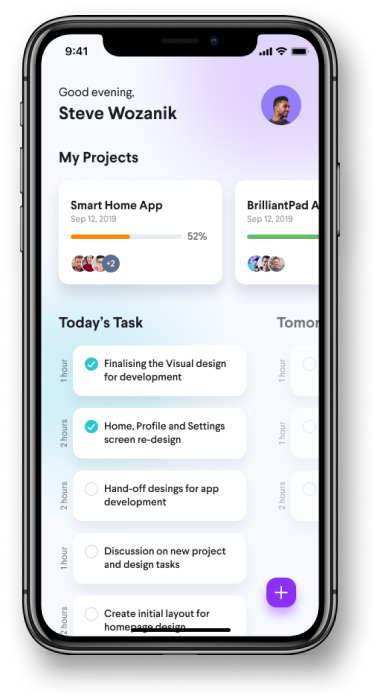 9:41
Good evening,
Steve Wozanik
My Projects
Smart Home App
Sep 12, 2019
52%
+2
BrilliantPad A
Sep 12, 2019
Today's Task
Tomor
1 hour
Finalising the Visual design
for development
1 hour
2 hours
Home, Profile and Settings
screen re-design
1 hour
2 hours
Hand-off desings for app
development
2 hours
1 hour
Discussion on new project
and design tasks
2 hours
Create initial layout for
homepage design